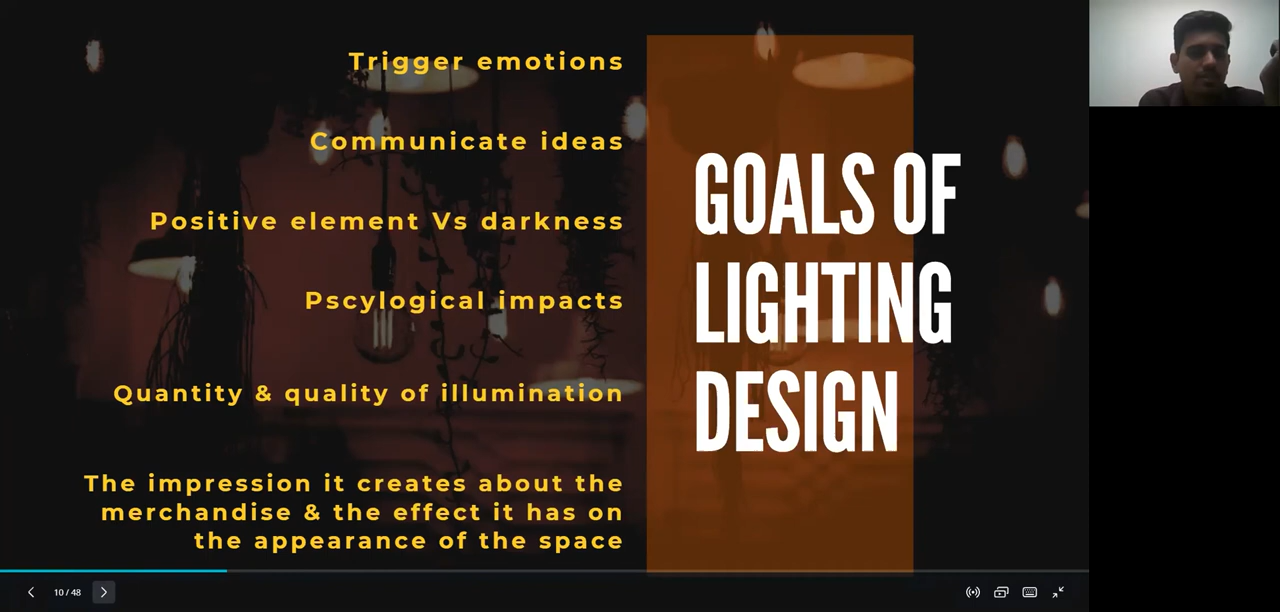 Trigger emotions
Communicate ideas
Positive element Vs darkness
Pscylogical impacts
Quantity & quality of illumination
The impression it creates about the
merchandise & the effect it has on
the appearance of the space
GOALS OF
LIGHTING
DESIGN
10 / 48